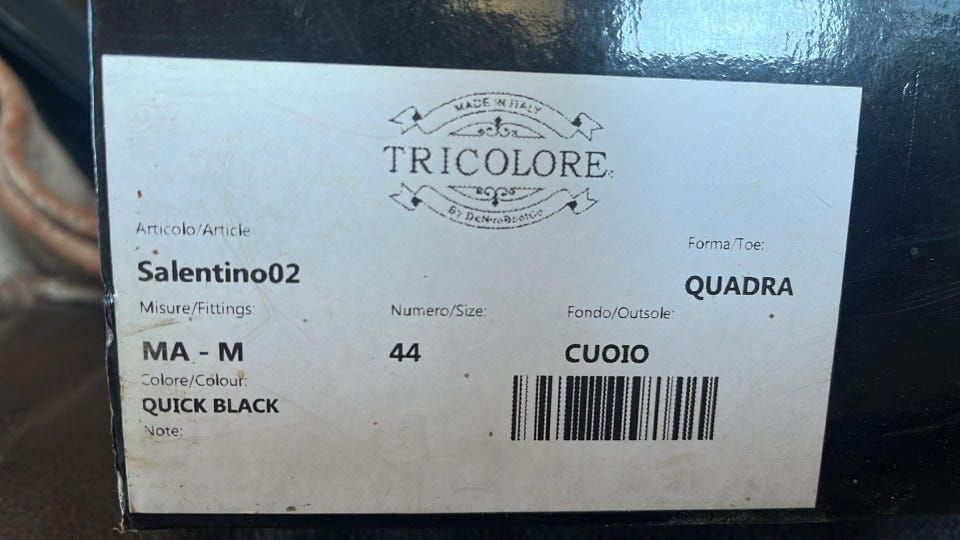 MADE IN ITALY
TRICOLORE
Articolo/Article
Forma/Toe:
Salentino02
QUADRA
Misure/Fittings:
Numero/Size:
Fondo/Outsole:
MA - M
44
CUOIO
Colore/Colour:
QUICK BLACK
Note: